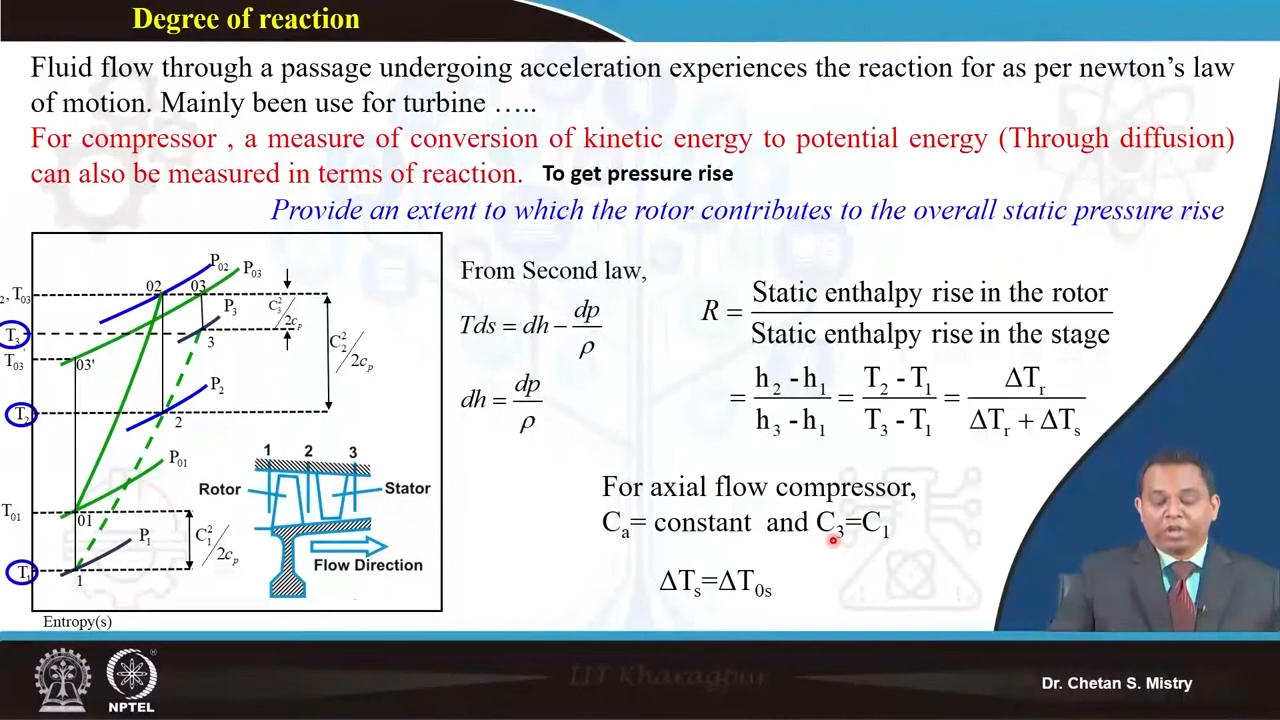 Degree of reaction
Fluid flow through a passage undergoing acceleration experiences the reaction for as per newton's law
of motion. Mainly been use for turbine …..
For compressor , a measure of conversion of kinetic energy to potential energy (Through diffusion)
can also be measured in terms of reaction. To get pressure rise
Provide an extent to which the rotor contributes to the overall static pressure rise
P₀₂ P₀₃
02 03
2, T₀₃
P₃
C₃²/2cₚ
T₃
3
C₂²/2cₚ
T₀₃'
03'
P₂
T₂
2
P₀₁
T₀₁
01
P₁
C₁²/2cₚ
T₁
1
Entropy(s)
1 2 3
Rotor Stator
Flow Direction
From Second law,
Tds = dh − dp/ρ
dh = dp/ρ
R = Static enthalpy rise in the rotor / Static enthalpy rise in the stage
= h₂ - h₁ / h₃ - h₁ = T₂ - T₁ / T₃ - T₁ = ΔTᵣ / ΔTᵣ + ΔTₛ
For axial flow compressor,
Cₐ= constant and C₃=C₁
ΔTₛ=ΔT₀ₛ
IIT Kharagpur
NPTEL
Dr. Chetan S. Mistry